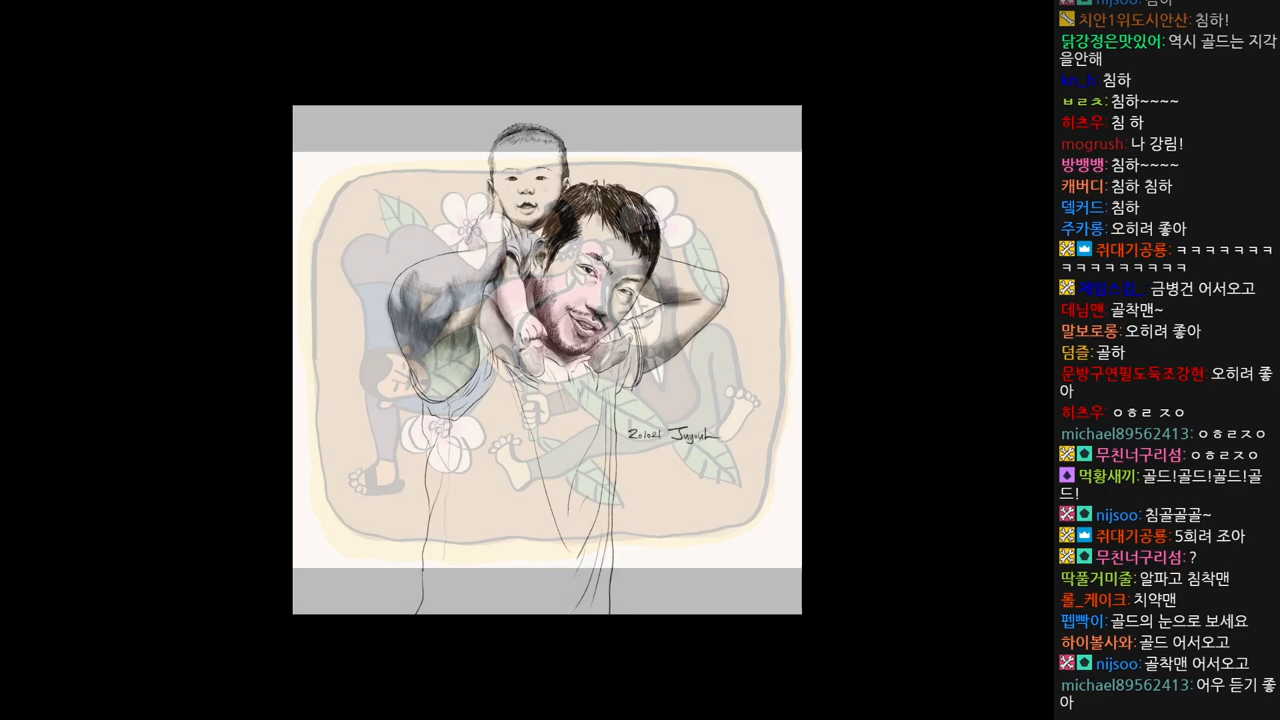 nijsoo: 침하
치안1위도시안산: 침하!
닭강정은맛있어: 역시 골드는 지각
을안해
kn_h: 침하
ㅂㄹㅊ: 침하~~~~
히츠우: 침 하
mogrush: 나 강림!
방뱅뱅: 침하~~~~
캐버디: 침하 침하
뎈커드: 침하
주카롱: 오히려 좋아
쥐대기공룡: ㅋㅋㅋㅋㅋㅋㅋ
ㅋㅋㅋㅋㅋㅋㅋㅋㅋ
금병건 어서오고
데님맨: 골착맨~
말보로롱: 오히려 좋아
덤즐: 골하
문방구연필도둑조강현: 오히려 좋
아
히츠우: ㅇㅎㄹ ㅈㅇ
michael89562413: ㅇㅎㄹㅈㅇ
무친너구리섬: ㅇㅎㄹㅈㅇ
먹황새끼: 골드!골드!골드!골
드!
nijsoo: 침골골골~
쥐대기공룡: 5희려 조아
무친너구리섬: ?
딱풀거미줄: 알파고 침착맨
롤_케이크: 치약맨
펩빡이: 골드의 눈으로 보세요
하이볼사와: 골드 어서오고
nijsoo: 골착맨 어서오고
michael89562413: 어우 듣기 좋
아